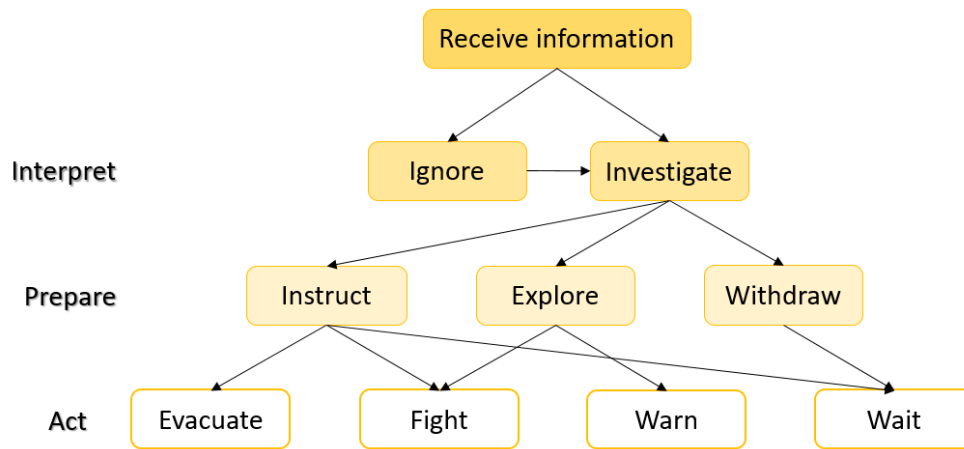 Receive information
Interpret
Ignore
Investigate
Prepare
Instruct
Explore
Withdraw
Act
Evacuate
Fight
Warn
Wait